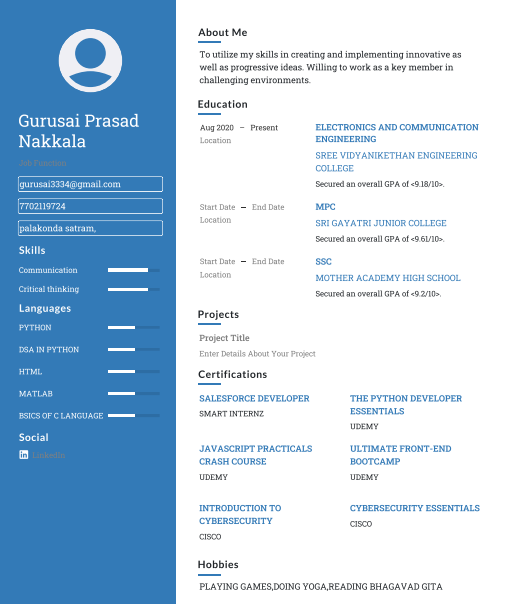 Gurusai Prasad
Nakkala
Job Function
gurusai3334@gmail.com
7702119724
palakonda satram,
Skills
Communication
Critical thinking
Languages
PYTHON
DSA IN PYTHON
HTML
MATLAB
BSICS OF C LANGUAGE
Social
LinkedIn
About Me
To utilize my skills in creating and implementing innovative as
well as progressive ideas. Willing to work as a key member in
challenging environments.
Education
Aug 2020 – Present
Location
ELECTRONICS AND COMMUNICATION
ENGINEERING
SREE VIDYANIKETHAN ENGINEERING
COLLEGE
Secured an overall GPA of <9.18/10>.
Start Date – End Date
Location
MPC
SRI GAYATRI JUNIOR COLLEGE
Secured an overall GPA of <9.61/10>.
Start Date – End Date
Location
SSC
MOTHER ACADEMY HIGH SCHOOL
Secured an overall GPA of <9.2/10>.
Projects
Project Title
Enter Details About Your Project
Certifications
SALESFORCE DEVELOPER
SMART INTERNZ
THE PYTHON DEVELOPER
ESSENTIALS
UDEMY
JAVASCRIPT PRACTICALS
CRASH COURSE
UDEMY
ULTIMATE FRONT-END
BOOTCAMP
UDEMY
INTRODUCTION TO
CYBERSECURITY
CISCO
CYBERSECURITY ESSENTIALS
CISCO
Hobbies
PLAYING GAMES,DOING YOGA,READING BHAGAVAD GITA